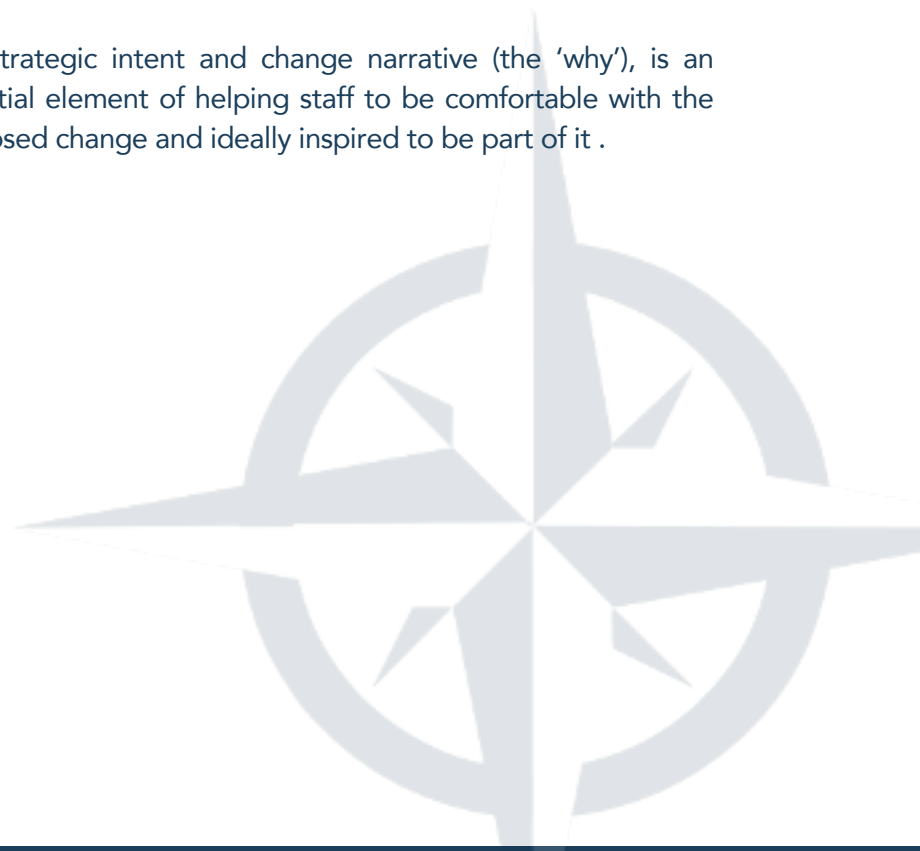 trategic intent and change narrative (the ‘why’), is an
tial element of helping staff to be comfortable with the
osed change and ideally inspired to be part of it .